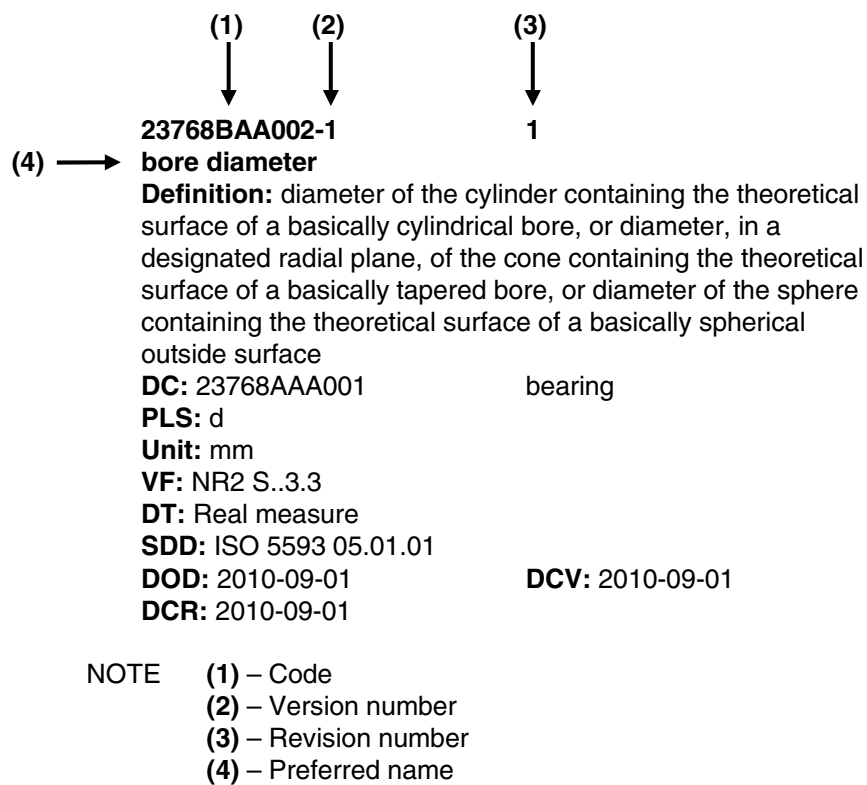 (1) (2) (3)
23768BAA002-1 1
(4) bore diameter
Definition: diameter of the cylinder containing the theoretical
surface of a basically cylindrical bore, or diameter, in a
designated radial plane, of the cone containing the theoretical
surface of a basically tapered bore, or diameter of the sphere
containing the theoretical surface of a basically spherical
outside surface
DC: 23768AAA001 bearing
PLS: d
Unit: mm
VF: NR2 S..3.3
DT: Real measure
SDD: ISO 5593 05.01.01
DOD: 2010-09-01 DCV: 2010-09-01
DCR: 2010-09-01
NOTE (1) – Code
(2) – Version number
(3) – Revision number
(4) – Preferred name